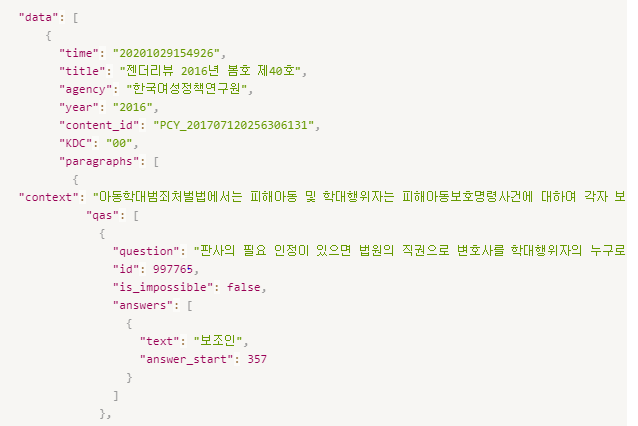 "data": [
{
"time": "20201029154926",
"title": "젠더리뷰 2016년 봄호 제40호",
"agency": "한국여성정책연구원",
"year": "2016",
"content_id": "PCY_201707120256306131",
"KDC": "00",
"paragraphs": [
{
"context": "아동학대범죄처벌법에서는 피해아동 및 학대행위자는 피해아동보호명령사건에 대하여 각자 보
"qas": [
{
"question": "판사의 필요 인정이 있으면 법원의 직권으로 변호사를 학대행위자의 누구로
"id": 997765,
"is_impossible": false,
"answers": [
{
"text": "보조인",
"answer_start": 357
}
]
},